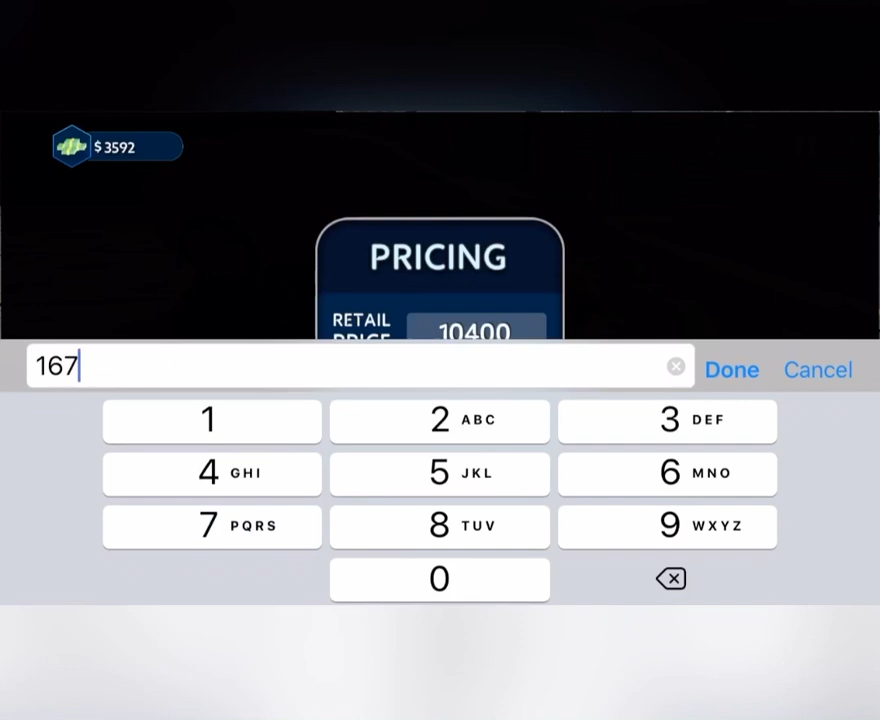 $ 3592
PRICING
RETAIL
PRICE
10400
167
Done
Cancel
1
2 ABC
3 DEF
4 GHI
5 JKL
6 MNO
7 PQRS
8 TUV
9 WXYZ
0